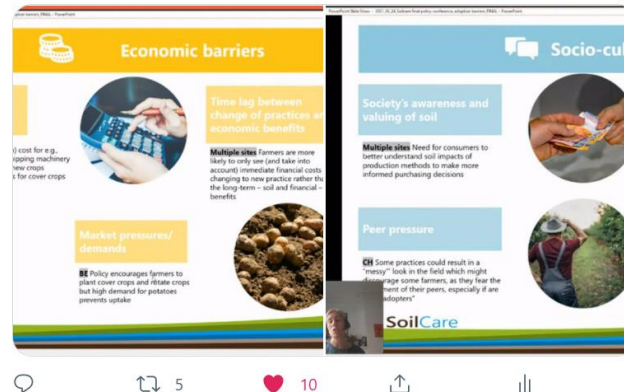 Economic barriers
) cost for e.g.,
ipping machinery
new crops
s for cover crops
Time lag between
change of practices
economic benefits
Multiple sites Farmers are more
likely to only see (and take into
account) immediate financial costs
changing to new practice rather
the long-term – soil and financial –
benefits
Market pressures/
demands
BE Policy encourages farmers to
plant cover crops and rotate crops
but high demand for potatoes
prevents uptake
Socio-cul
Society's awareness and
valuing of soil
Multiple sites Need for consumers to
better understand soil impacts of
production methods to make more
informed purchasing decisions
Peer pressure
CH Some practices could result in a
"messy" look in the field which might
some farmers, as they fear the
of their peers, especially if are
adopters"
SoilCare
5
10